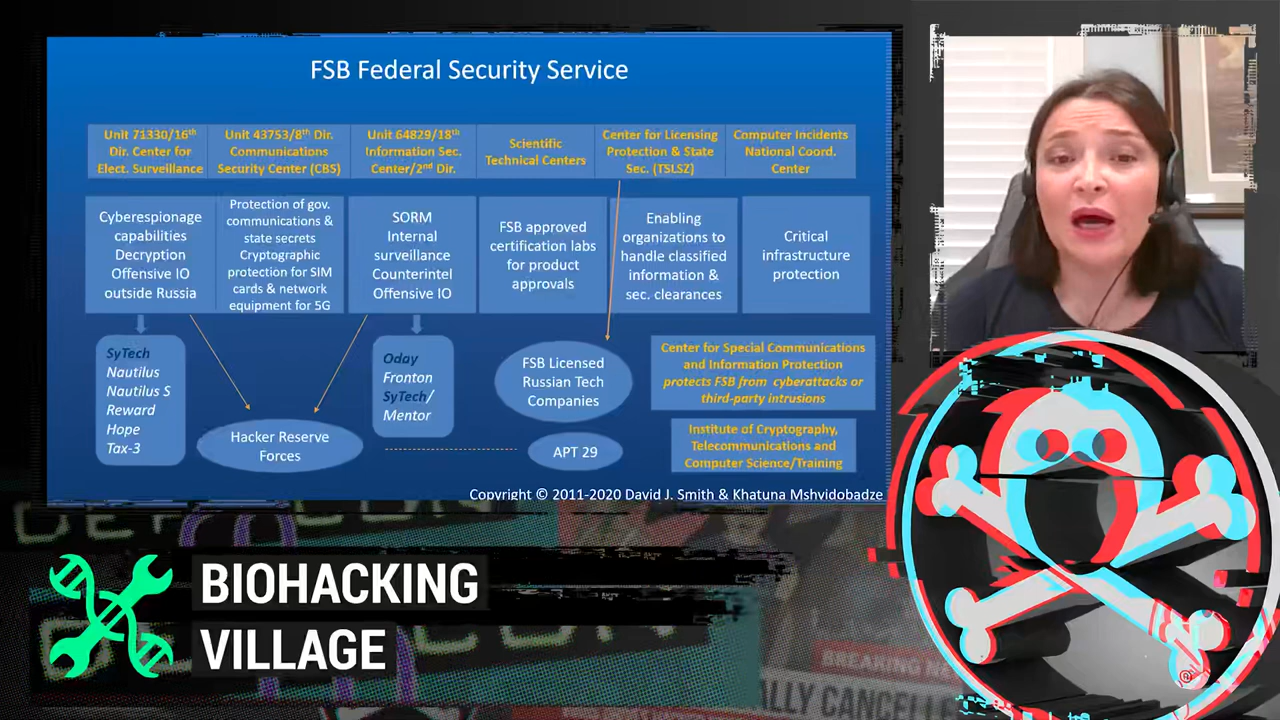 FSB Federal Security Service
Unit 71330/16th
Dir. Center for
Elect. Surveillance
Unit 43753/8th Dir.
Communications
Security Center (CBS)
Unit 64829/18th
Information Sec.
Center/2nd Dir.
Scientific
Technical Centers
Center for Licensing
Protection & State
Sec. (TSLSZ)
Computer Incidents
National Coord.
Center
Cyberespionage
capabilities
Decryption
Offensive IO
outside Russia
Protection of gov.
communications &
state secrets
Cryptographic
protection for SIM
cards & network
equipment for 5G
SORM
Internal
surveillance
Counterintel
Offensive IO
FSB approved
certification labs
for product
approvals
Enabling
organizations to
handle classified
information &
sec. clearances
Critical
infrastructure
protection
SyTech
Nautilus
Nautilus S
Reward
Hope
Tax-3
Hacker Reserve
Forces
Oday
Fronton
SyTech/
Mentor
FSB Licensed
Russian Tech
Companies
APT 29
Center for Special Communications
and Information Protection
protects FSB from cyberattacks or
third-party intrusions
Institute of Cryptography,
Telecommunications and
Computer Science/Training
Copyright © 2011-2020 David J. Smith & Khatuna Mshvidobadze
BIOHACKING
VILLAGE
DEF CON
BREAKING NE
ALLY CANCELLE